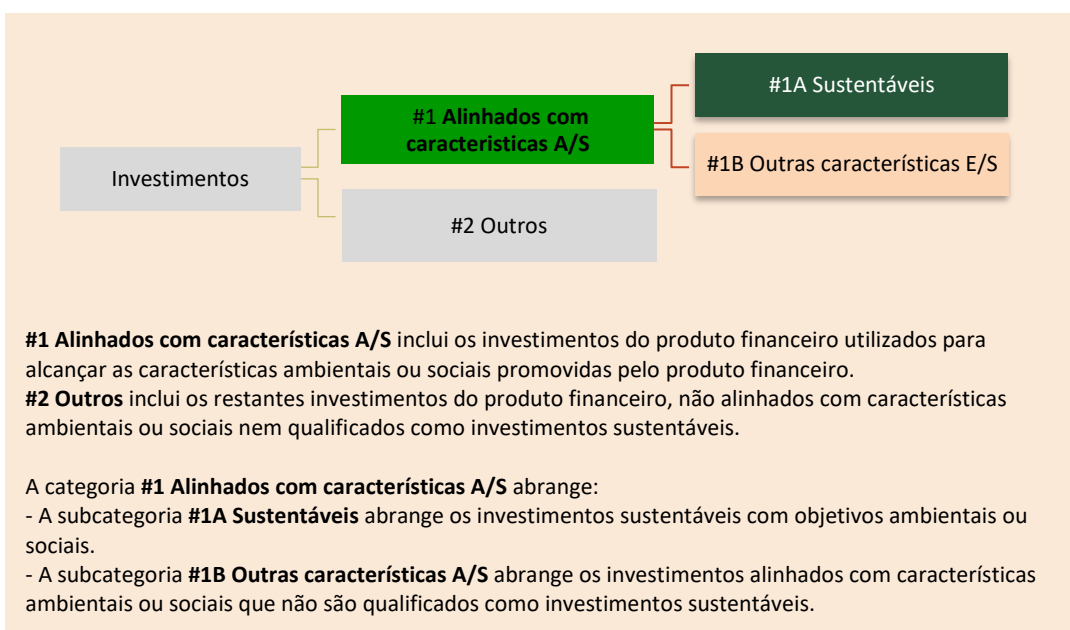 #1A Sustentáveis
#1 Alinhados com
caracteristicas A/S
#1B Outras características E/S
Investimentos
#2 Outros
#1 Alinhados com características A/S inclui os investimentos do produto financeiro utilizados para
alcançar as características ambientais ou sociais promovidas pelo produto financeiro.
#2 Outros inclui os restantes investimentos do produto financeiro, não alinhados com características
ambientais ou sociais nem qualificados como investimentos sustentáveis.
A categoria #1 Alinhados com características A/S abrange:
- A subcategoria #1A Sustentáveis abrange os investimentos sustentáveis com objetivos ambientais ou
sociais.
- A subcategoria #1B Outras características A/S abrange os investimentos alinhados com características
ambientais ou sociais que não são qualificados como investimentos sustentáveis.